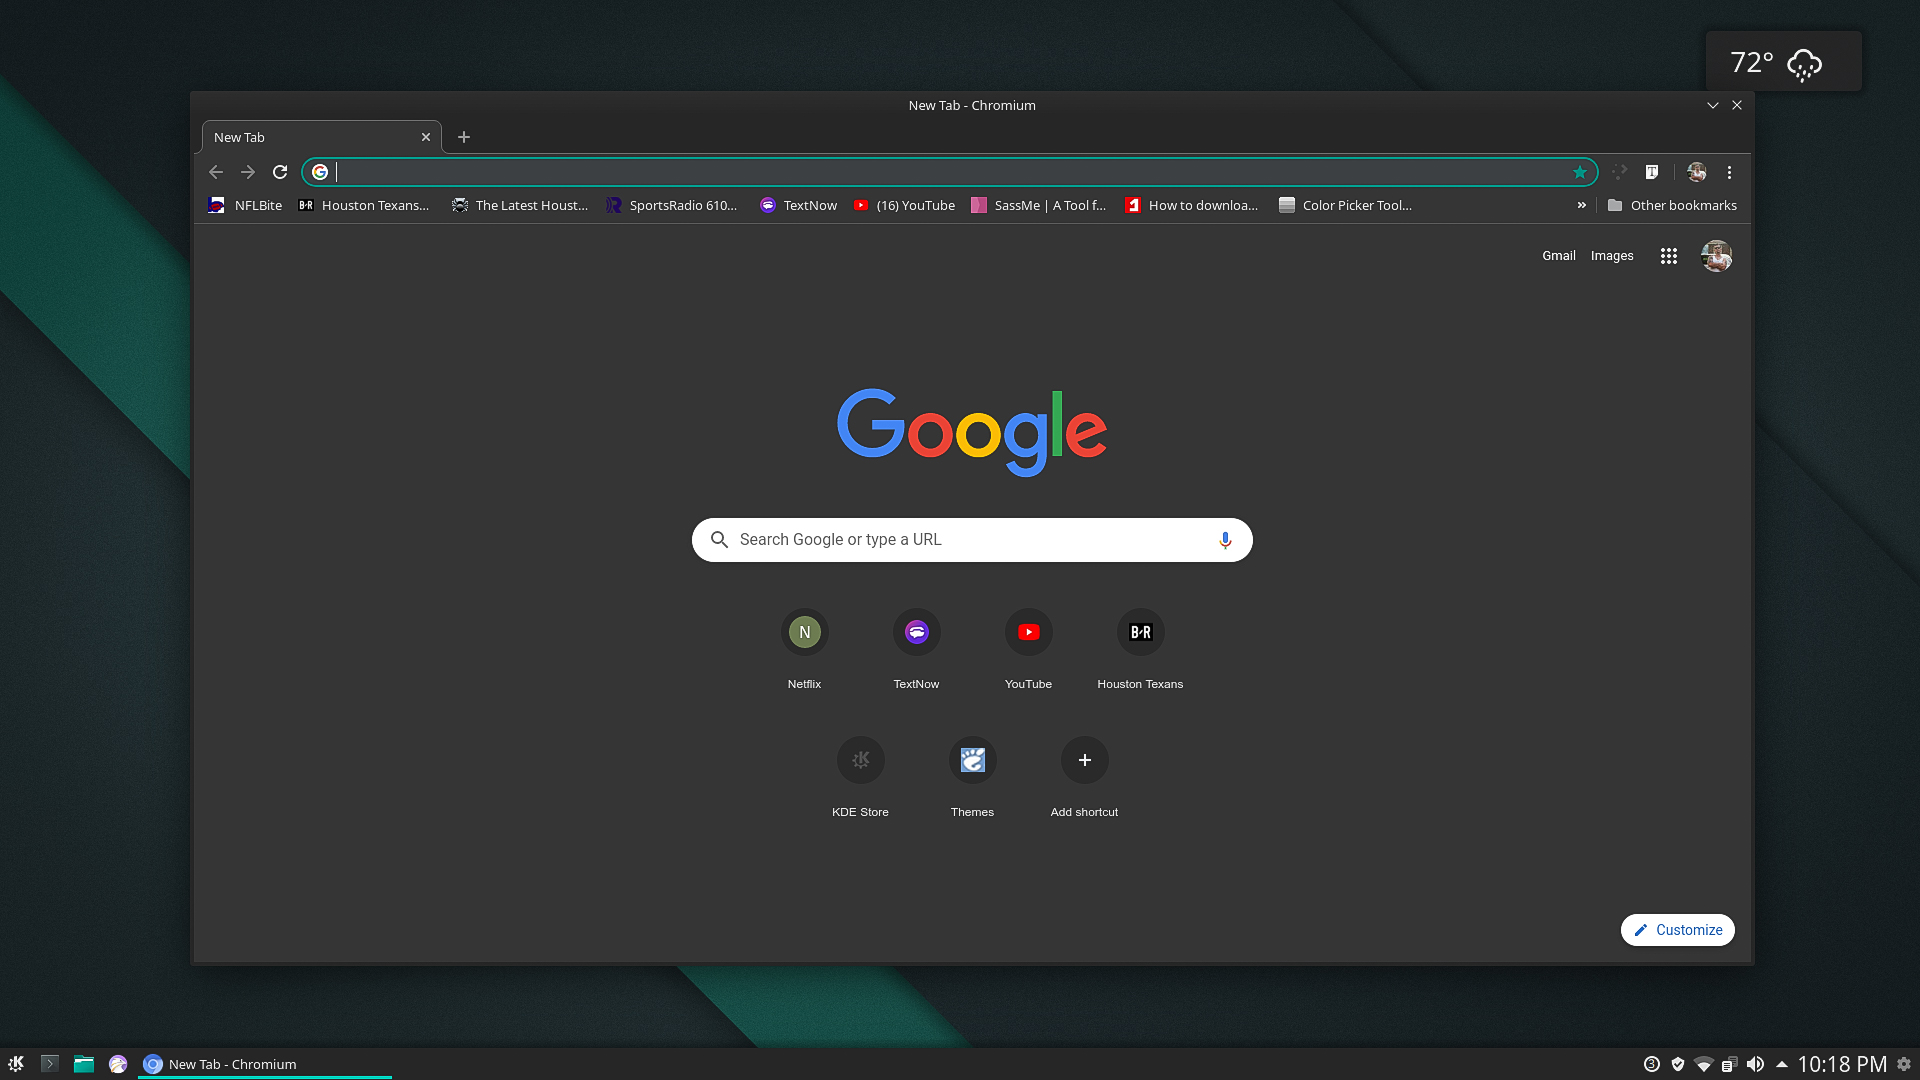 72°
New Tab - Chromium
New Tab
NFLBite
Houston Texans...
The Latest Houst...
SportsRadio 610...
TextNow
(16) YouTube
SassMe | A Tool f...
How to downloa...
Color Picker Tool...
»
Other bookmarks
Gmail
Images
Google
Search Google or type a URL
N
B/R
Netflix
TextNow
YouTube
Houston Texans
KDE Store
Themes
Add shortcut
Customize
New Tab - Chromium
3
10:18 PM